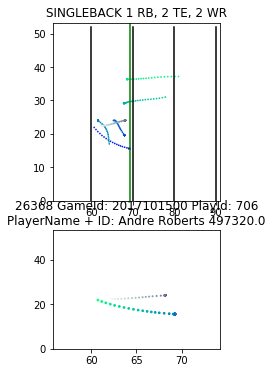 SINGLEBACK 1 RB, 2 TE, 2 WR
50
40
30
20
10
0
60 70 80 90
26368 GameId: 2017101500 PlayId: 706
PlayerName + ID: Andre Roberts 497320.0
40
20
0
60 65 70